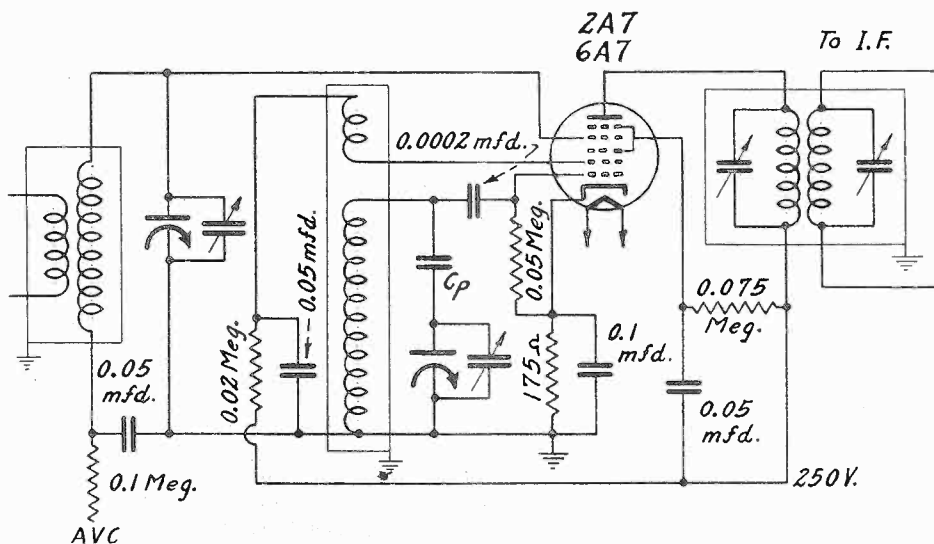 2A7
6A7
To I.F.
0.0002 mfd.
0.05 mfd.
0.05 Meg.
Cp
0.075
Meg.
0.02 Meg.
175Ω
0.1
mfd.
0.05
mfd.
0.05
mfd.
0.1 Meg.
250V.
AVC